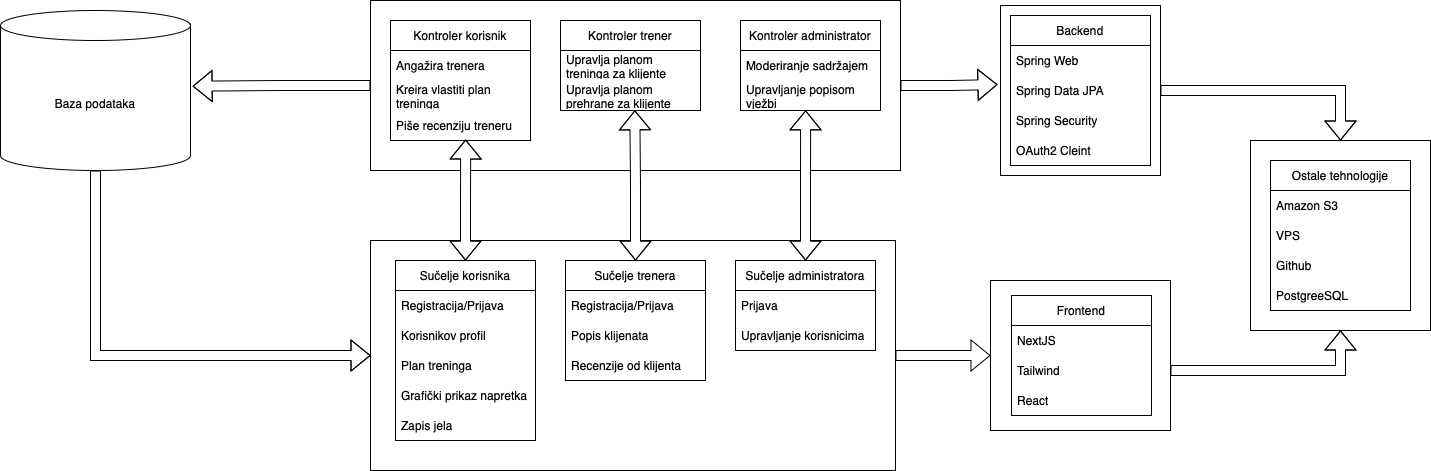 Baza podataka
Kontroler korisnik
Angažira trenera
Kreira vlastiti plan
treninga
Piše recenziju treneru
Kontroler trener
Upravlja planom
treninga za klijente
Upravlja planom
prehrane za klijente
Kontroler administrator
Moderiranje sadržajem
Upravljanje popisom
vježbi
Backend
Spring Web
Spring Data JPA
Spring Security
OAuth2 Cleint
Ostale tehnologije
Amazon S3
VPS
Github
PostgreeSQL
Sučelje korisnika
Registracija/Prijava
Korisnikov profil
Plan treninga
Grafički prikaz napretka
Zapis jela
Sučelje trenera
Registracija/Prijava
Popis klijenata
Recenzije od klijenta
Sučelje administratora
Prijava
Upravljanje korisnicima
Frontend
NextJS
Tailwind
React